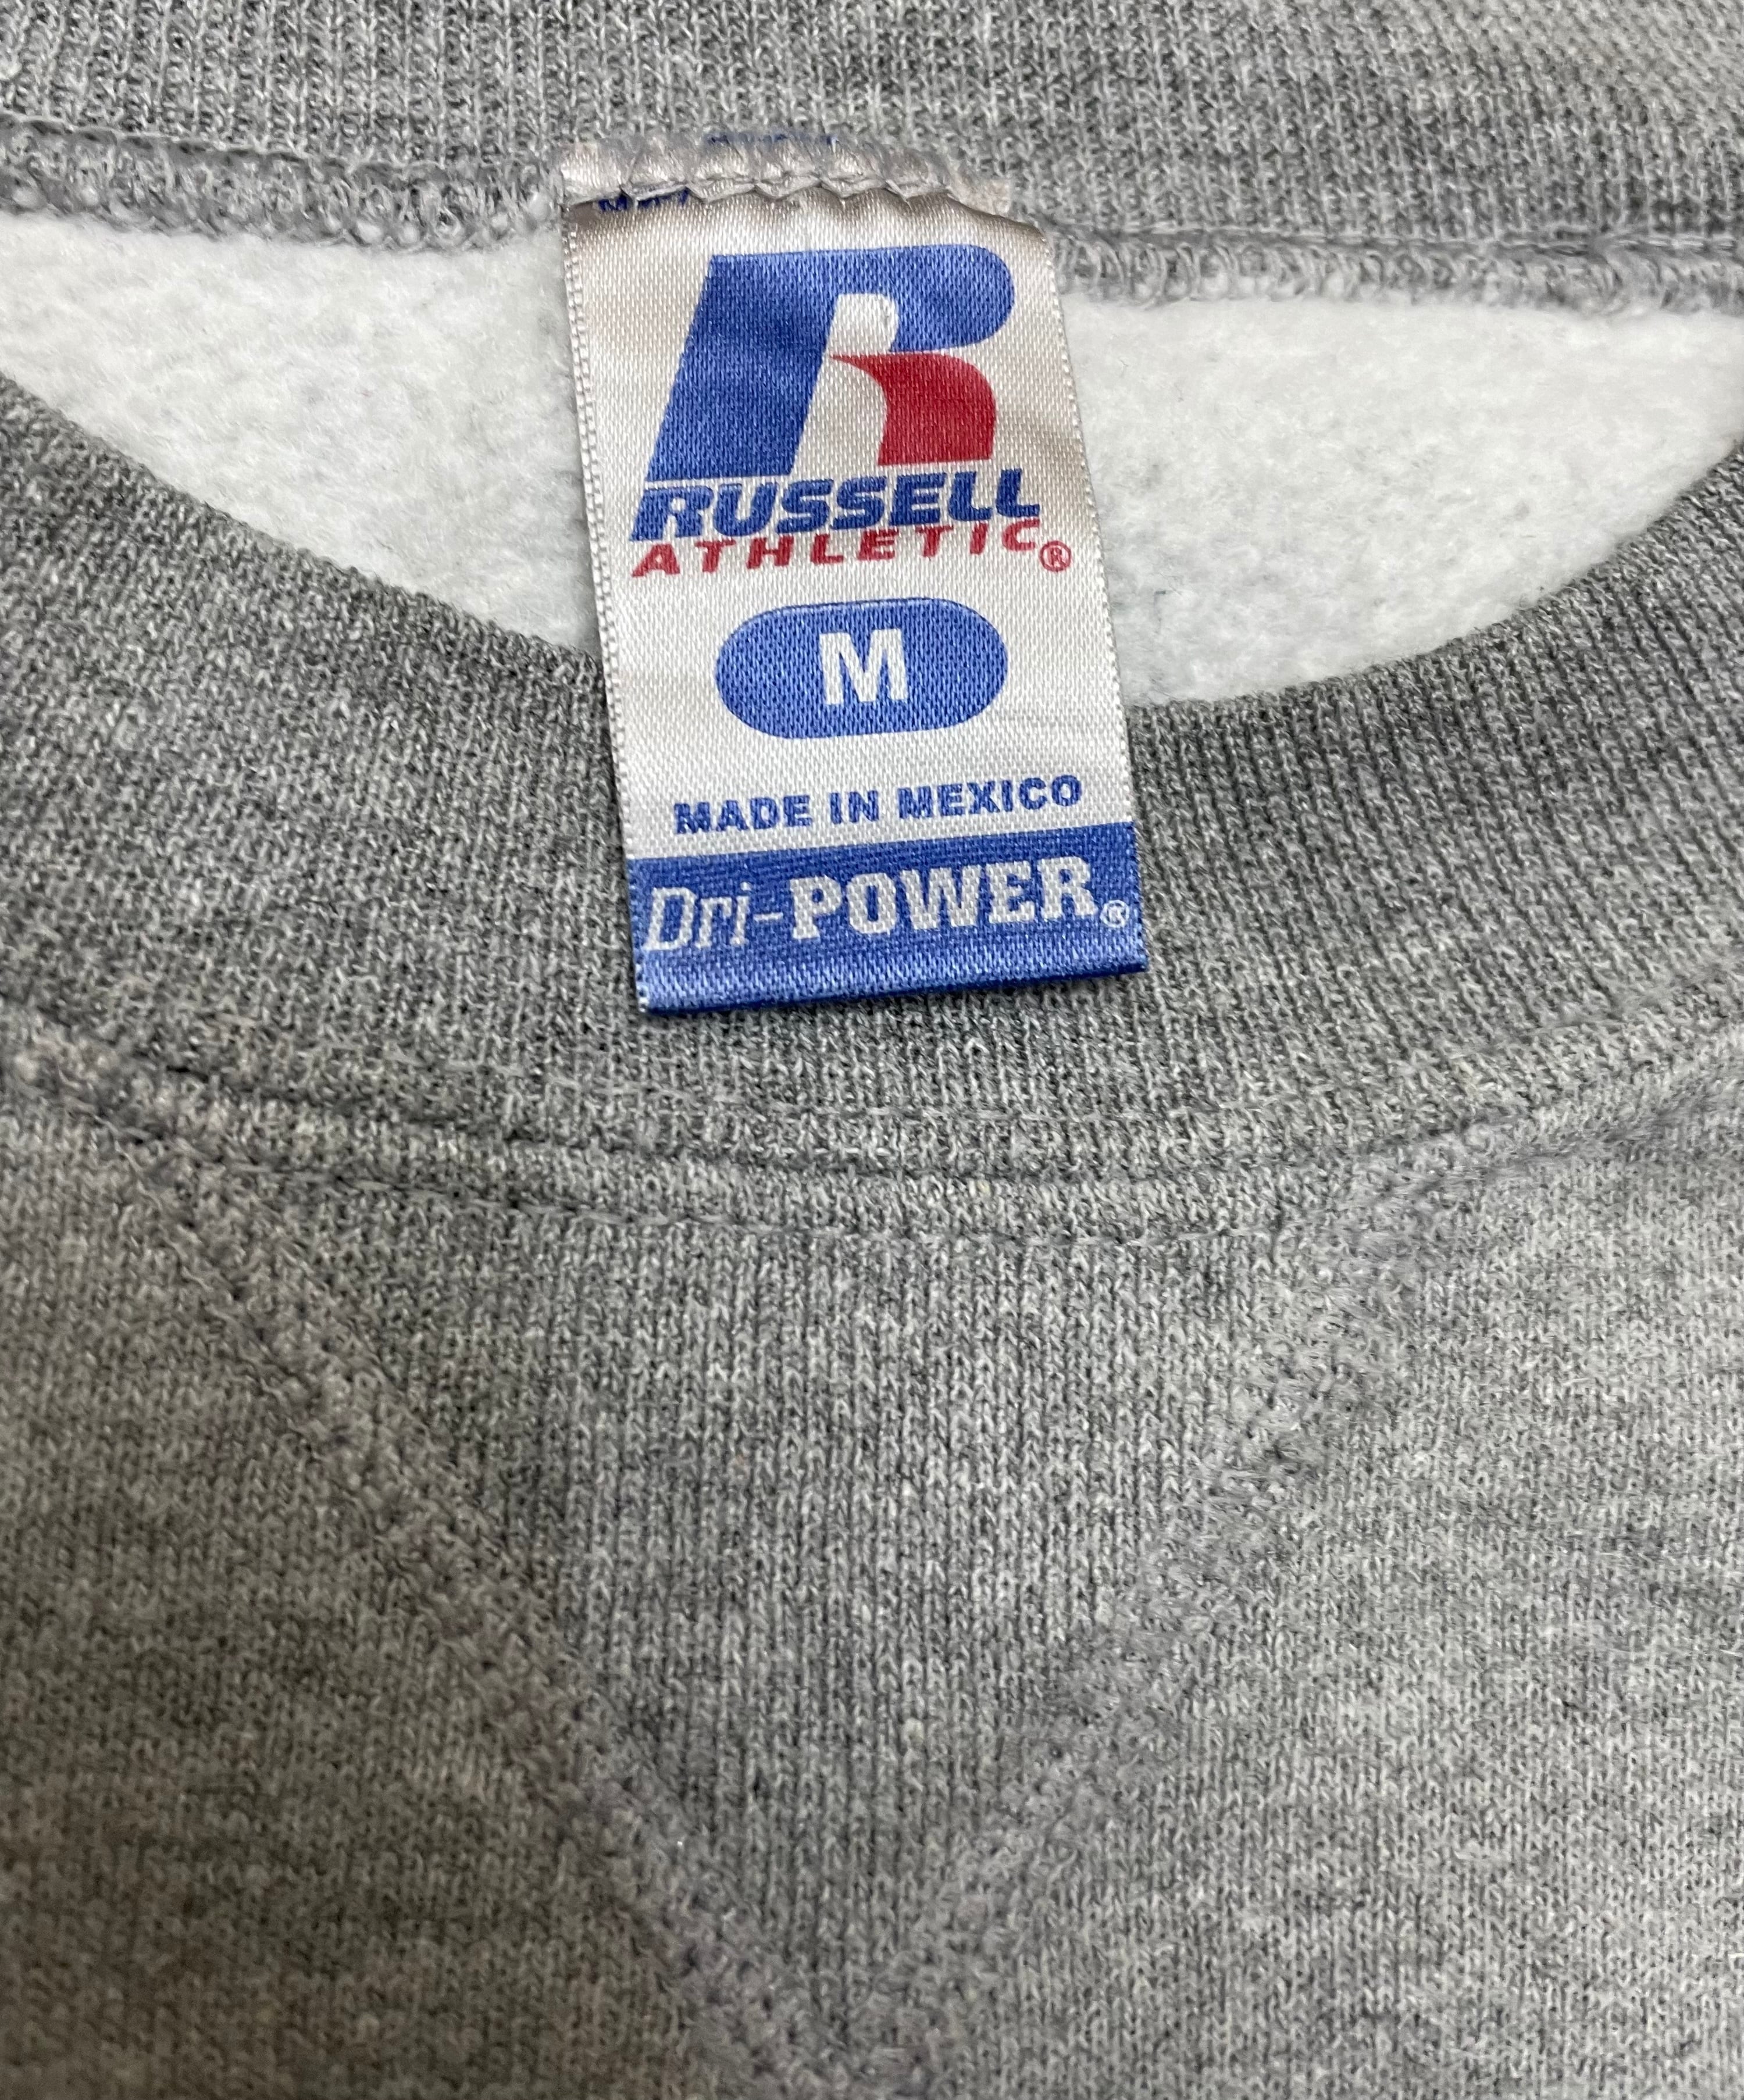 R
RUSSELL
ATHLETIC®
M
MADE IN MEXICO
Dri-POWER®